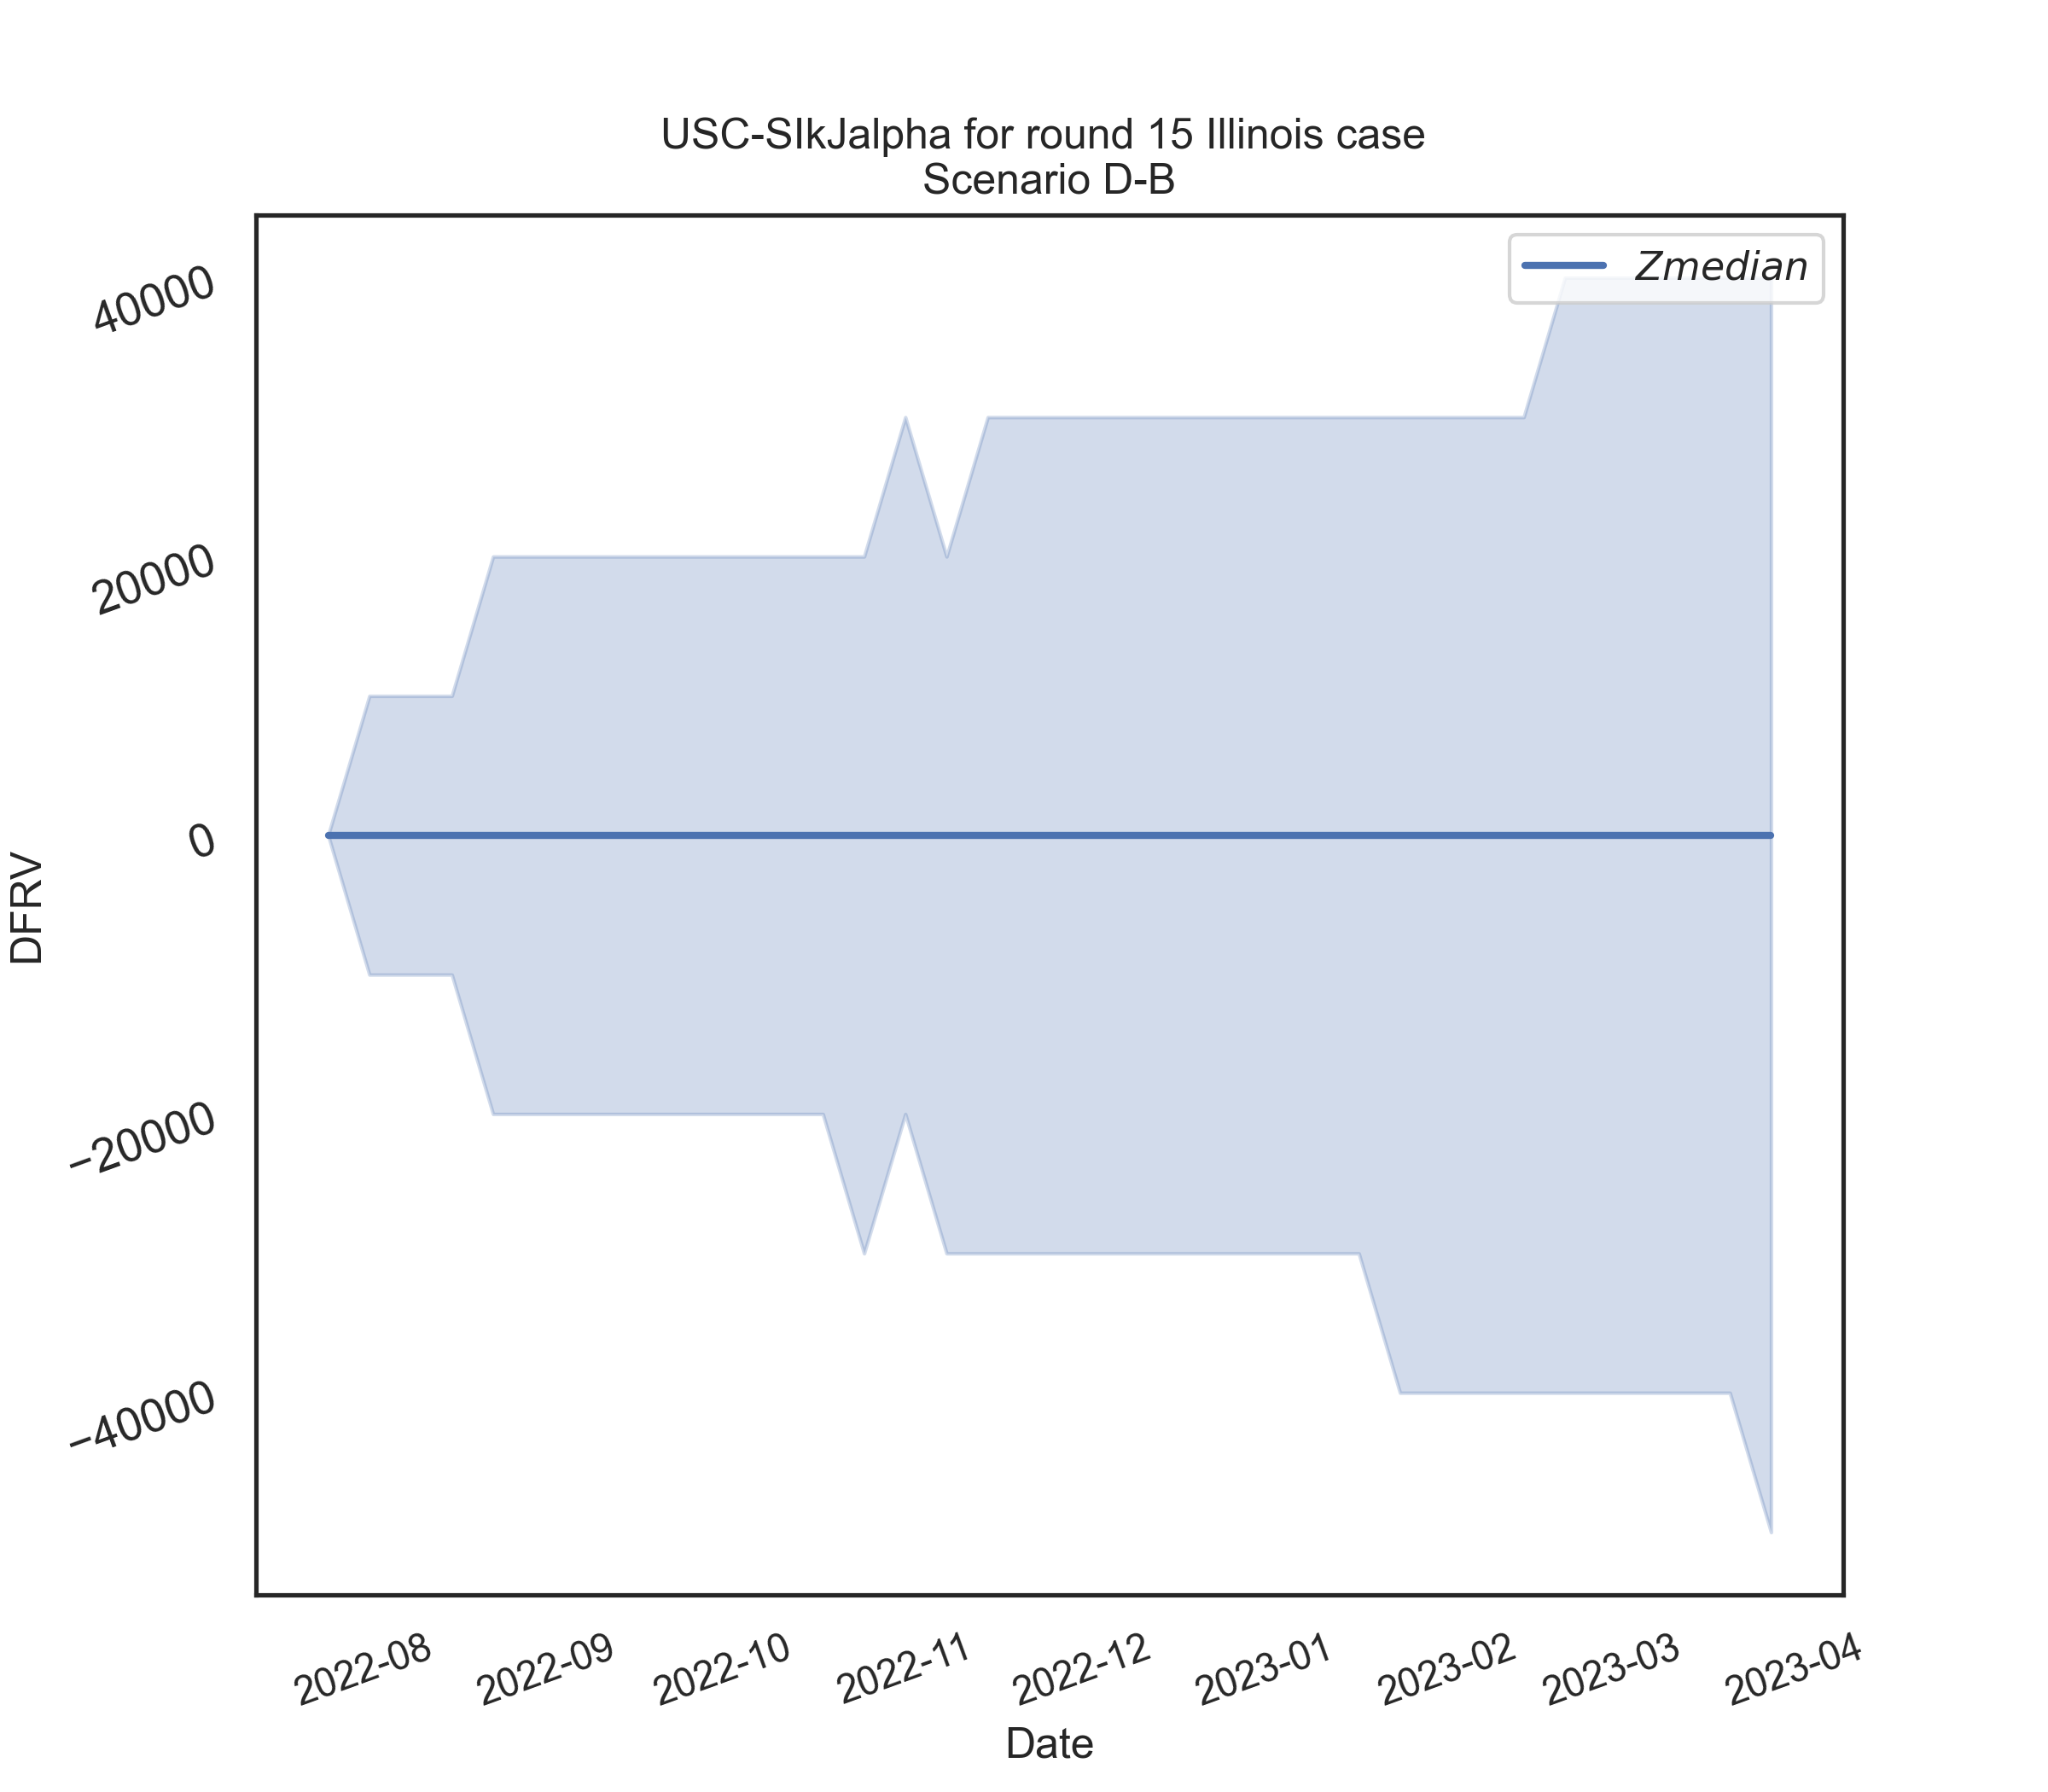 USC-SIkJalpha for round 15 Illinois case
Scenario D-B
Zmedian
40000
20000
0
−20000
−40000
DFRV
2022-08
2022-09
2022-10
2022-11
2022-12
2023-01
2023-02
2023-03
2023-04
Date